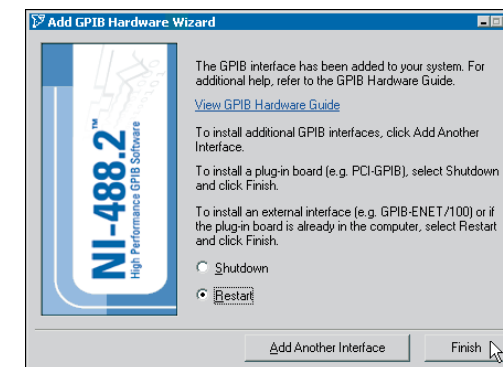 Add GPIB Hardware Wizard
The GPIB interface has been added to your system. For
additional help, refer to the GPIB Hardware Guide.
View GPIB Hardware Guide
To install additional GPIB interfaces, click Add Another
Interface.
To install a plug-in board (e.g. PCI-GPIB), select Shutdown
and click Finish.
To install an external interface (e.g. GPIB-ENET/100) or if
the plug-in board is already in the computer, select Restart
and click Finish.
Shutdown
Restart
NI-488.2™
High Performance GPIB Software
Add Another Interface
Finish